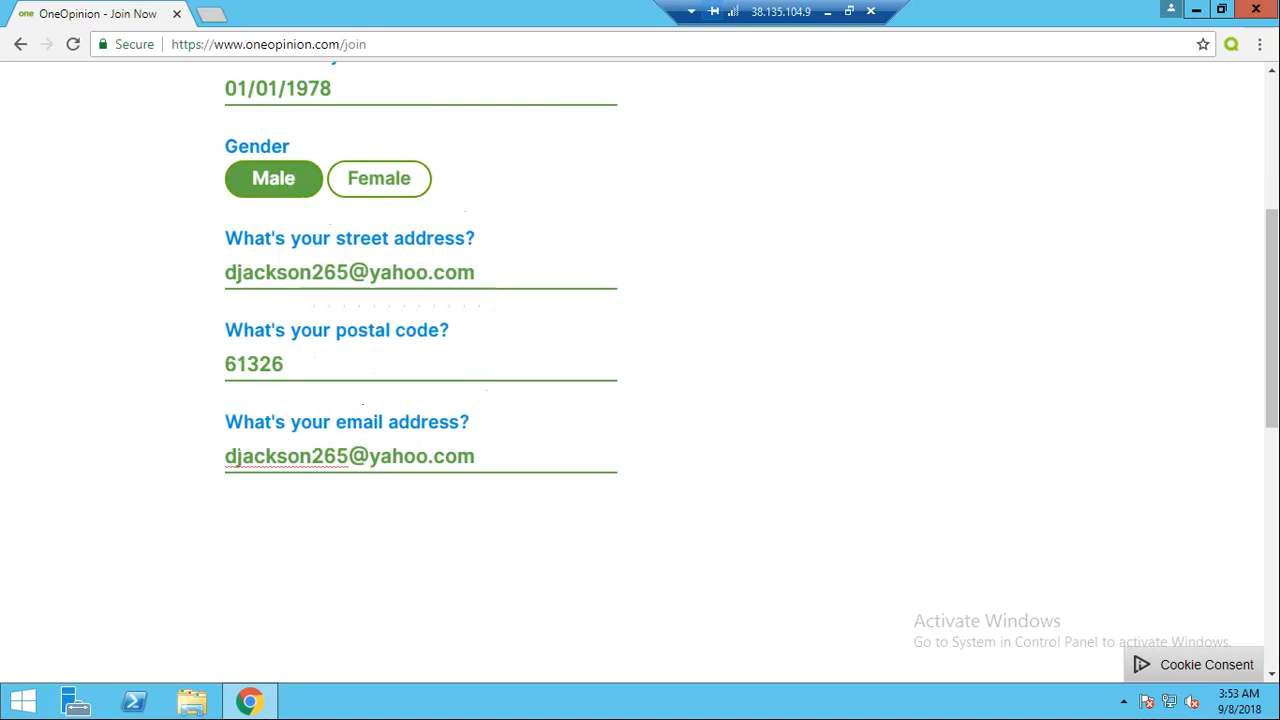 OneOpinion - Join Now
38.135.104.9
Secure
https://www.oneopinion.com/join
01/01/1978
Gender
Male Female
What's your street address?
djackson265@yahoo.com
What's your postal code?
61326
What's your email address?
djackson265@yahoo.com
Activate Windows
Go to System in Control Panel to activate Windows.
Cookie Consent
3:53 AM
9/8/2018